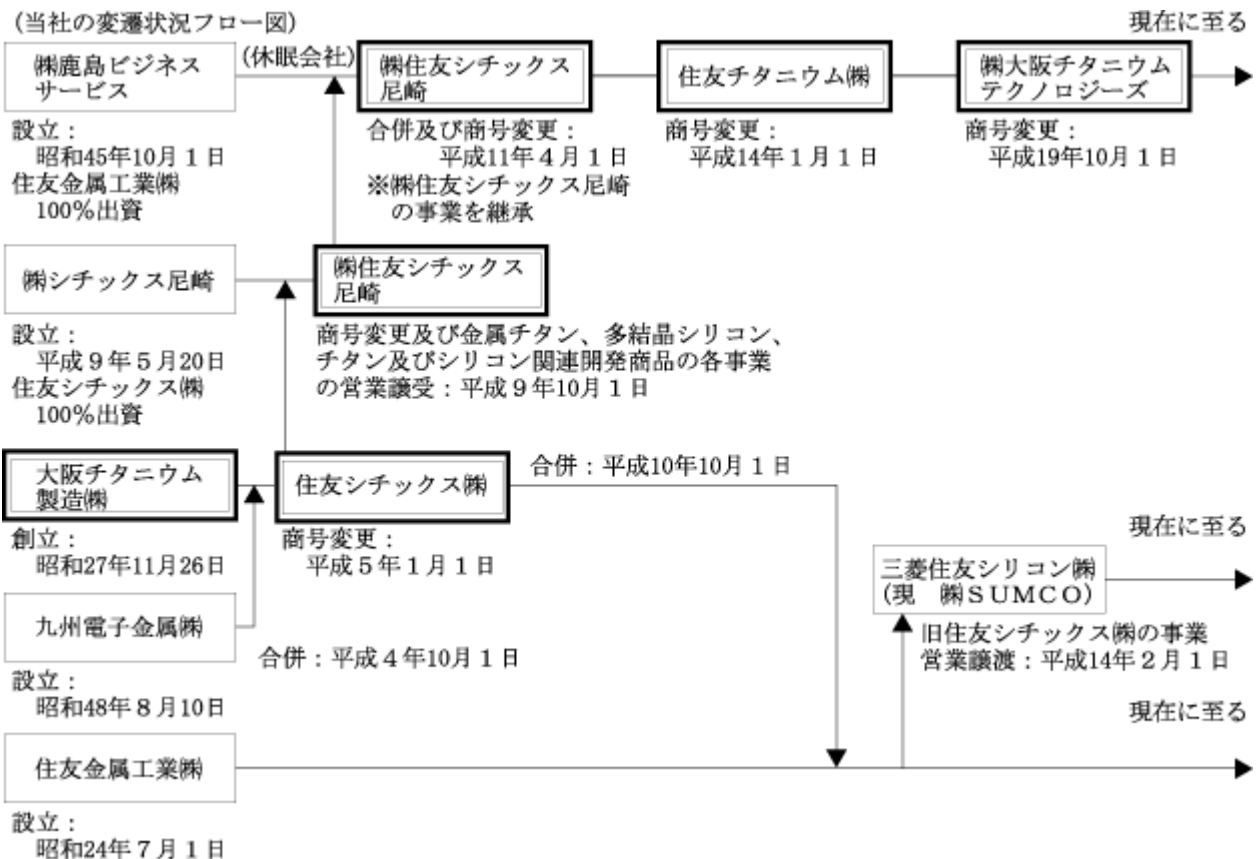 (当社の変遷状況フロー図)
現在に至る
㈱鹿島ビジネス
サービス
(休眠会社)
㈱住友シチックス
尼崎
住友チタニウム㈱
㈱大阪チタニウム
テクノロジーズ
設立：
昭和45年10月１日
住友金属工業㈱
100％出資
合併及び商号変更：
平成11年４月１日
※㈱住友シチックス尼崎
の事業を継承
商号変更：
平成14年１月１日
商号変更：
平成19年10月１日
㈱シチックス尼崎
㈱住友シチックス
尼崎
設立：
平成９年５月20日
住友シチックス㈱
100％出資
商号変更及び金属チタン、多結晶シリコン、
チタン及びシリコン関連開発商品の各事業
の営業譲受：平成９年10月１日
大阪チタニウム
製造㈱
住友シチックス㈱
合併：平成10年10月１日
創立：
昭和27年11月26日
商号変更：
平成５年１月１日
現在に至る
三菱住友シリコン㈱
(現　㈱ＳＵＭＣＯ)
九州電子金属㈱
合併：平成４年10月１日
旧住友シチックス㈱の事業
営業譲渡：平成14年２月１日
設立：
昭和48年８月10日
現在に至る
住友金属工業㈱
設立：
昭和24年７月１日